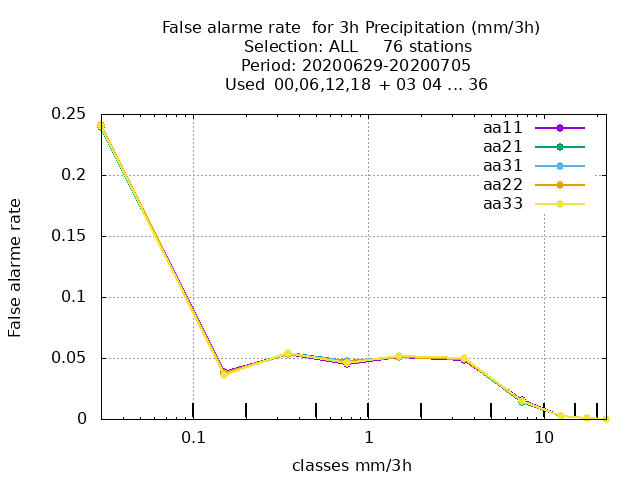 False alarme rate  for 3h Precipitation (mm/3h)
Selection: ALL     76 stations
Period: 20200629-20200705
Used  00,06,12,18 + 03 04 ... 36
0.25
0.2
0.15
0.1
0.05
0
False alarme rate
aa11
aa21
aa31
aa22
aa33
0.1
1
10
classes mm/3h